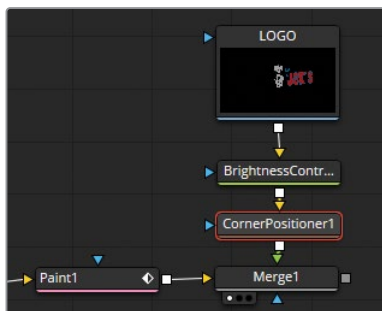 LOGO
BrightnessContr...
CornerPositioner1
Paint1
Merge1